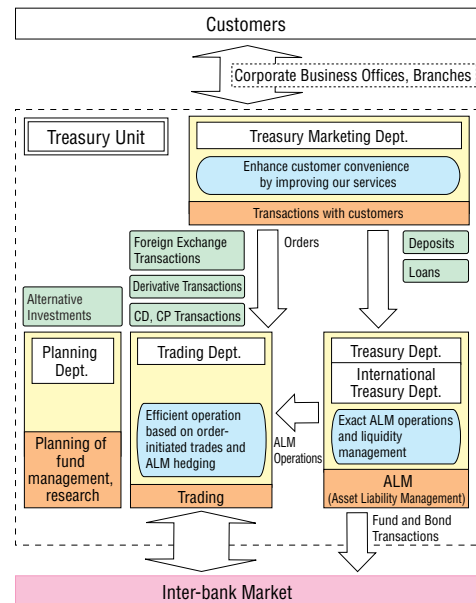 Customers
Corporate Business Offices, Branches
Treasury Unit
Treasury Marketing Dept.
Enhance customer convenience
by improving our services
Transactions with customers
Foreign Exchange
Transactions
Orders
Deposits
Derivative Transactions
Loans
Alternative
Investments
CD, CP Transactions
Planning
Dept.
Trading Dept.
Treasury Dept.
International
Treasury Dept.
Efficient operation
based on order-
initiated trades and
ALM hedging
ALM
Operations
Exact ALM operations
and liquidity
management
Planning of
fund
management,
research
Trading
ALM
(Asset Liability Management)
Fund and Bond
Transactions
Inter-bank Market